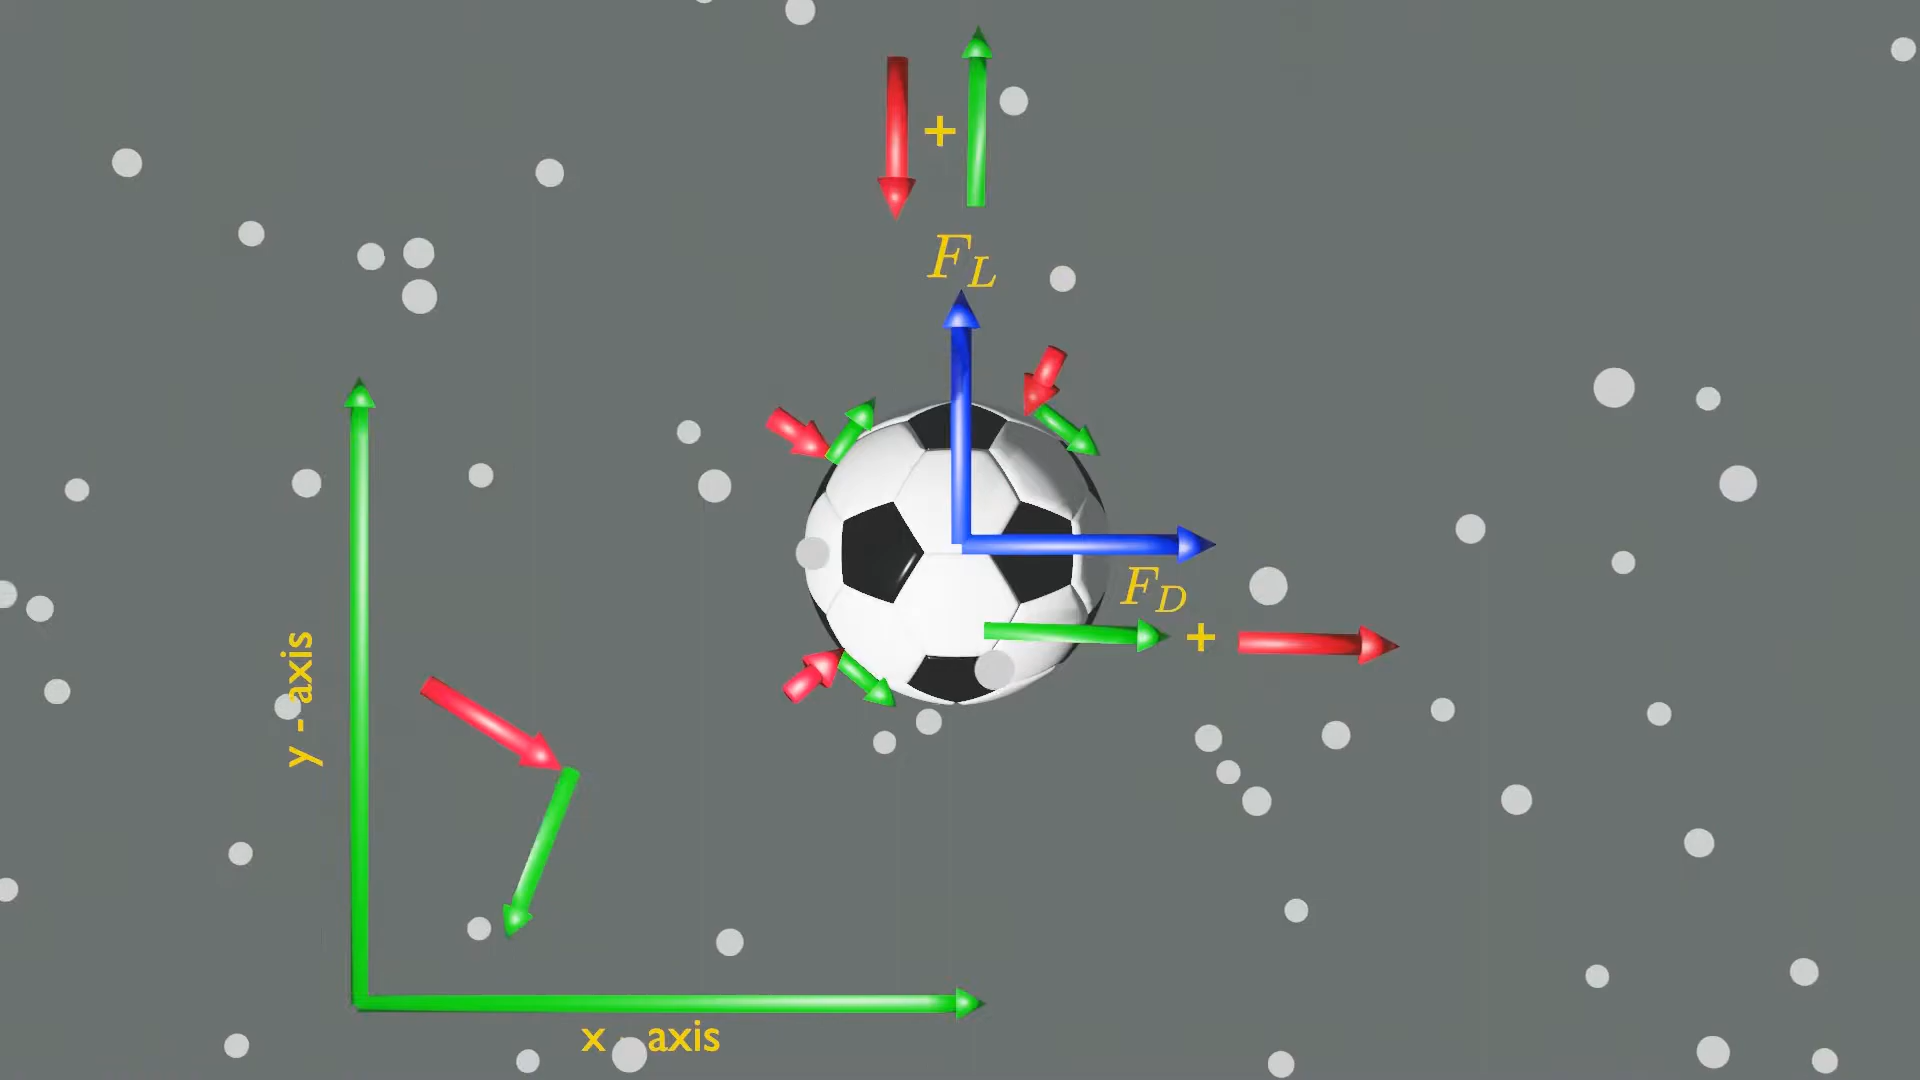 +
F_L
F_D
+
y - axis
x - axis